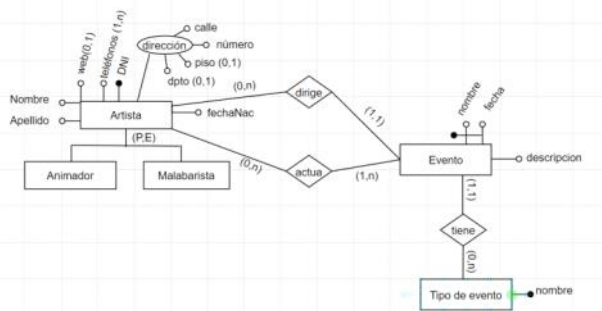 calle
dirección
número
piso (0,1)
dpto (0,1)
web(0,1)
teléfonos (1,n)
DNI
Nombre
Apellido
Artista
fechaNac
(P,E)
Animador
Malabarista
(0,n)
dirige
(1,1)
(0,n)
actua
(1,n)
nombre
fecha
Evento
descripcion
(1,1)
tiene
(0,n)
Tipo de evento
nombre